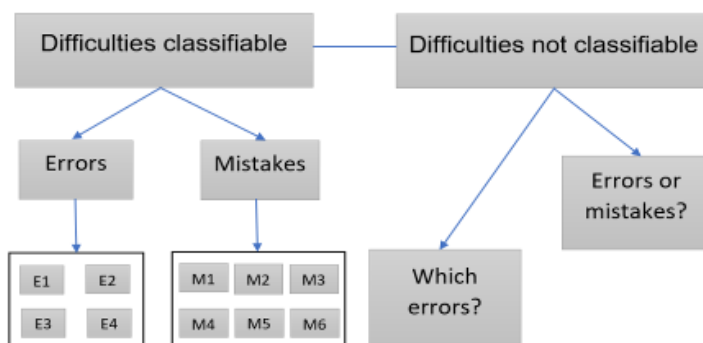 Difficulties classifiable
Difficulties not classifiable
Errors
Mistakes
Errors or
mistakes?
Which
errors?
E1
E2
E3
E4
M1
M2
M3
M4
M5
M6